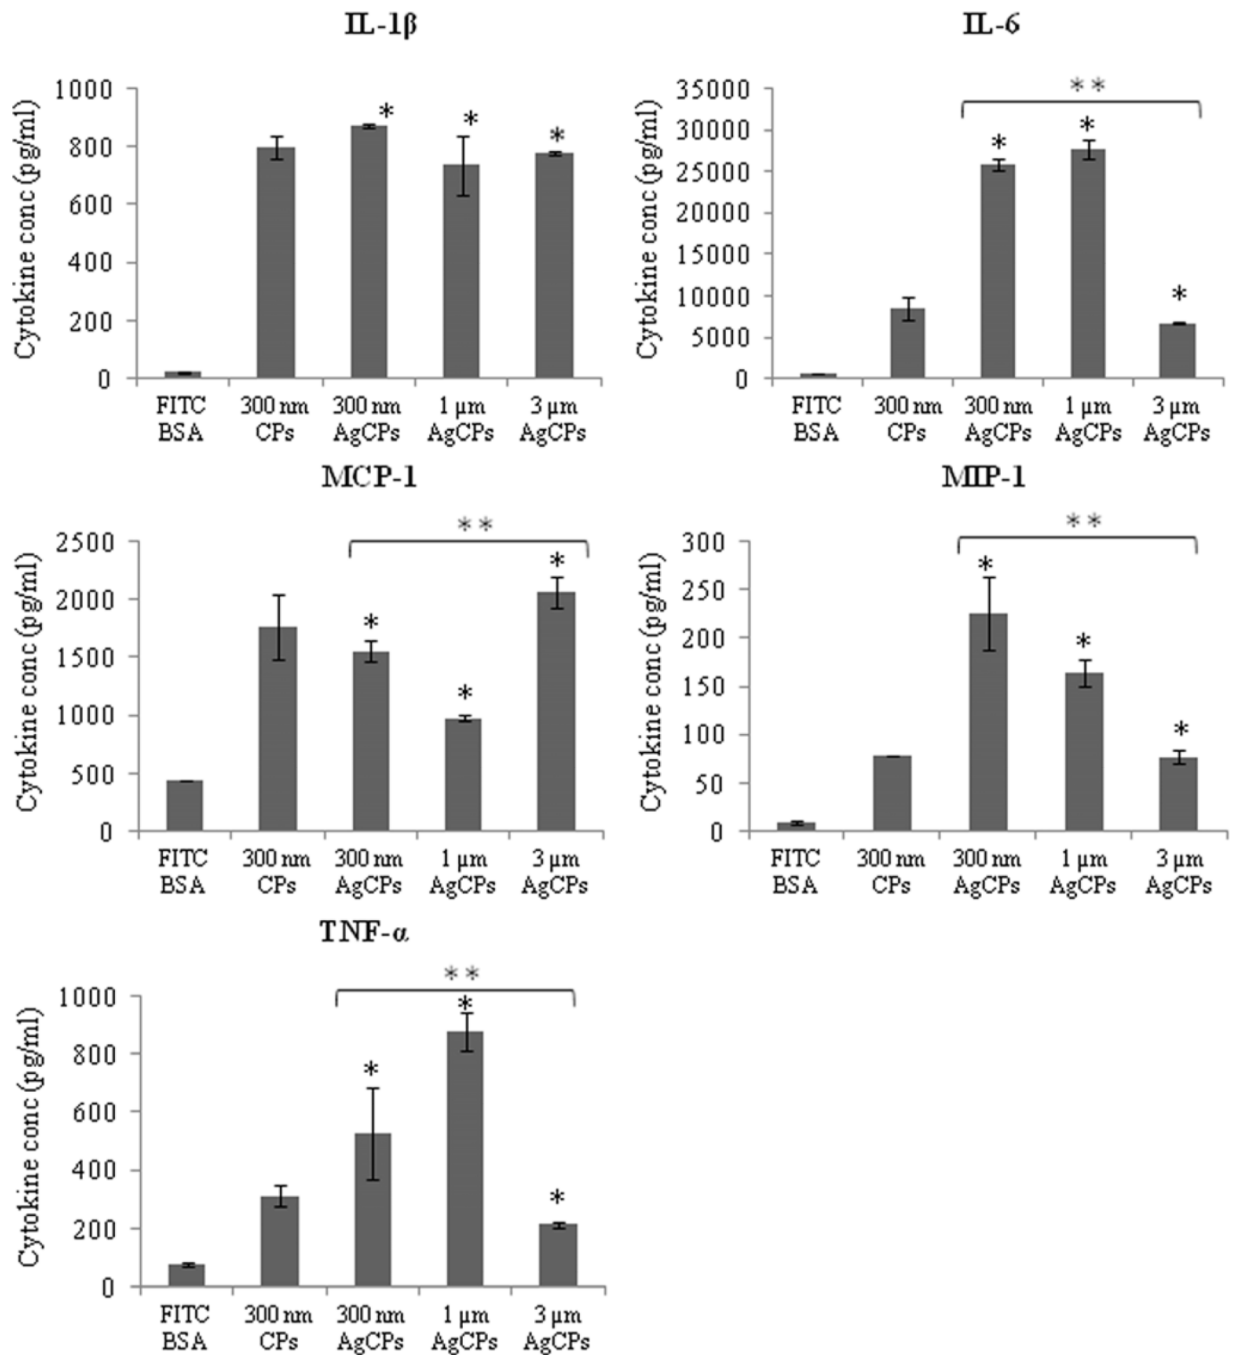 IL-1β
Cytokine conc (pg/ml)
1000
800
600
400
200
0
* * *
FITC BSA
300 nm CPs
300 nm AgCPs
1 µm AgCPs
3 µm AgCPs
IL-6
Cytokine conc (pg/ml)
35000
30000
25000
20000
15000
10000
5000
0
**
* * *
FITC BSA
300 nm CPs
300 nm AgCPs
1 µm AgCPs
3 µm AgCPs
MCP-1
Cytokine conc (pg/ml)
2500
2000
1500
1000
500
0
**
* * *
FITC BSA
300 nm CPs
300 nm AgCPs
1 µm AgCPs
3 µm AgCPs
MIP-1
Cytokine conc (pg/ml)
300
250
200
150
100
50
0
**
* * *
FITC BSA
300 nm CPs
300 nm AgCPs
1 µm AgCPs
3 µm AgCPs
TNF-α
Cytokine conc (pg/ml)
1000
800
600
400
200
0
**
* * *
FITC BSA
300 nm CPs
300 nm AgCPs
1 µm AgCPs
3 µm AgCPs